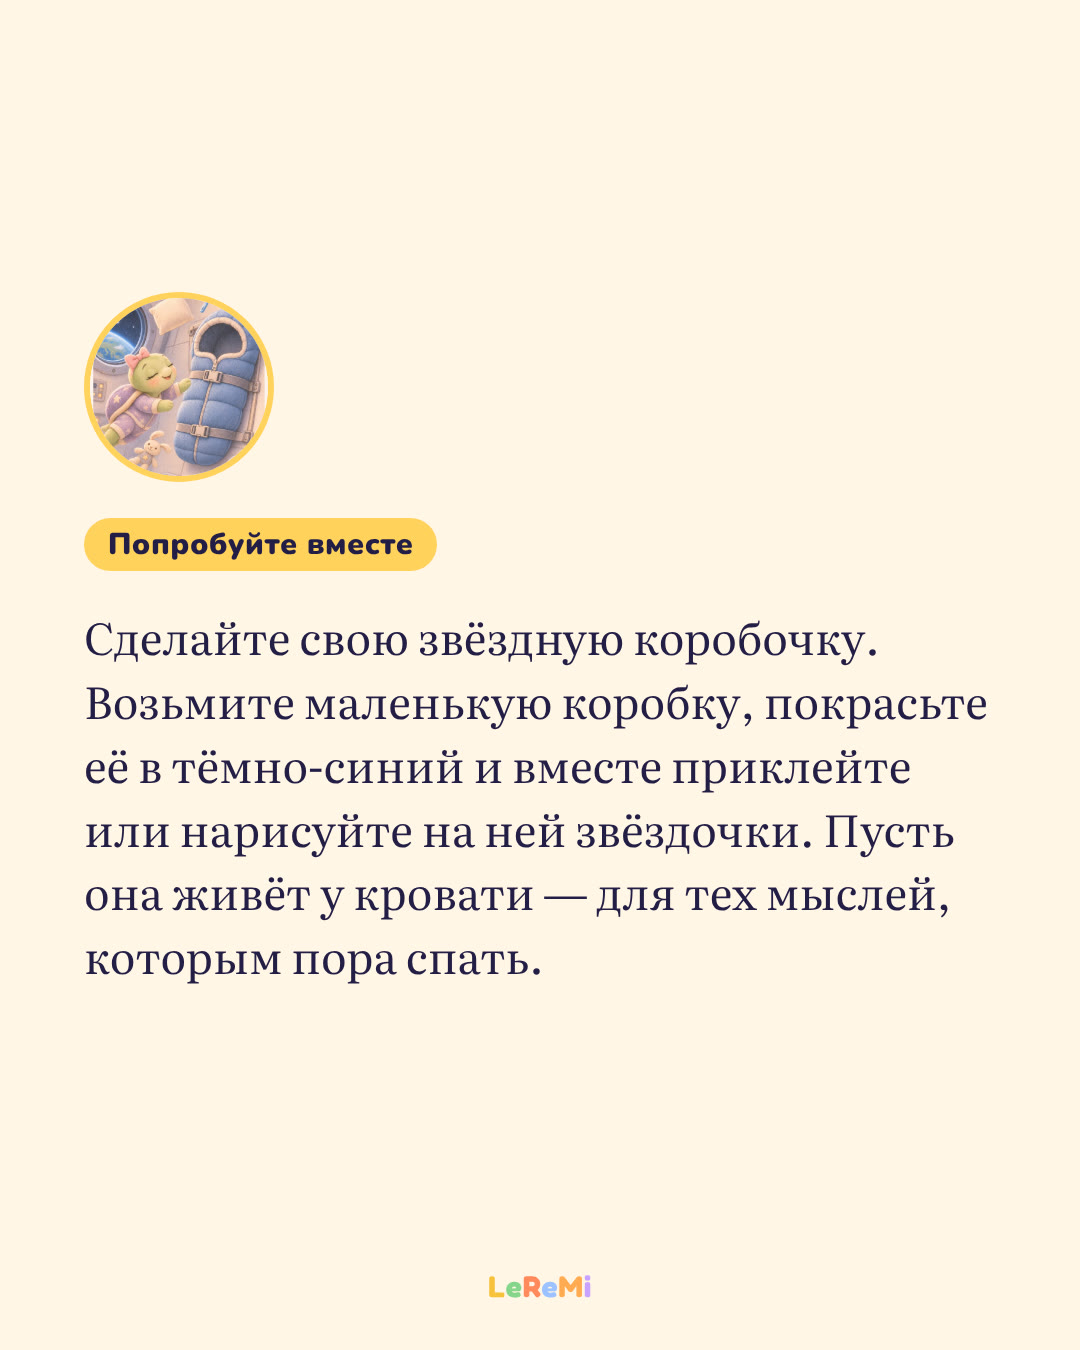 Попробуйте вместе
Сделайте свою звёздную коробочку.
Возьмите маленькую коробку, покрасьте
её в тёмно-синий и вместе приклейте
или нарисуйте на ней звёздочки. Пусть
она живёт у кровати — для тех мыслей,
которым пора спать.
LeReMi